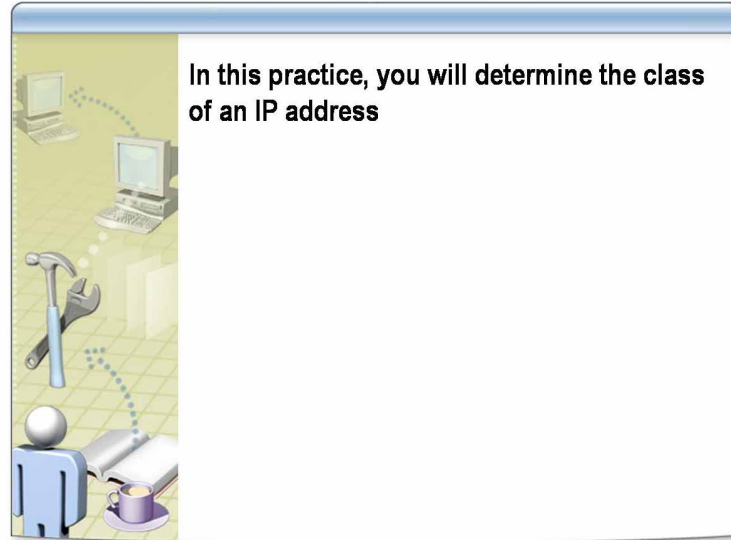 In this practice, you will determine the class
of an IP address